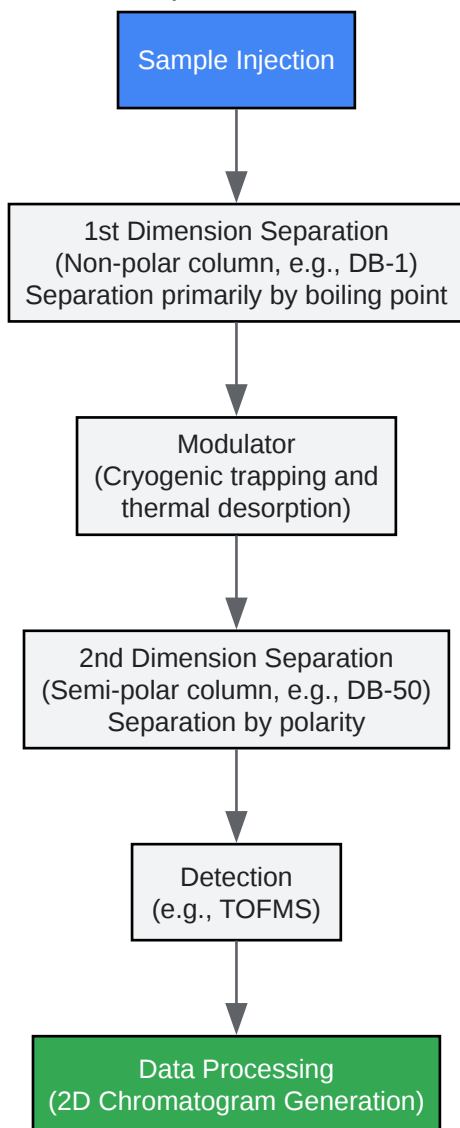 Sample Injection
1st Dimension Separation
(Non-polar column, e.g., DB-1)
Separation primarily by boiling point
Modulator
(Cryogenic trapping and
thermal desorption)
2nd Dimension Separation
(Semi-polar column, e.g., DB-50)
Separation by polarity
Detection
(e.g., TOFMS)
Data Processing
(2D Chromatogram Generation)